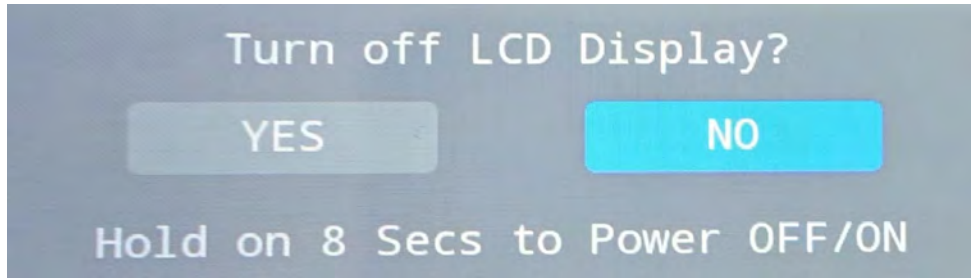 Turn off LCD Display?
YES NO
Hold on 8 Secs to Power OFF/ON